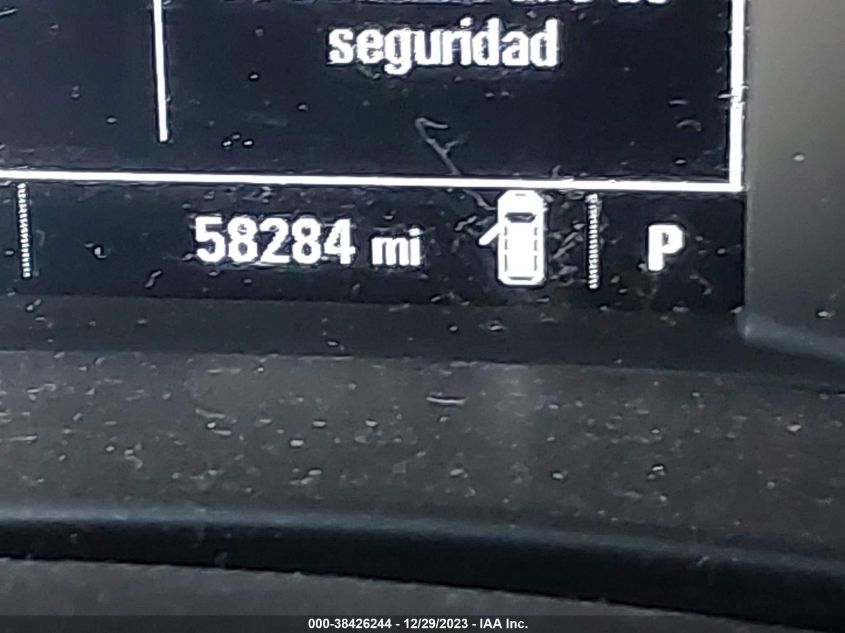 seguridad
58284 mi P
000-38426244 - 12/29/2023 - IAA Inc.